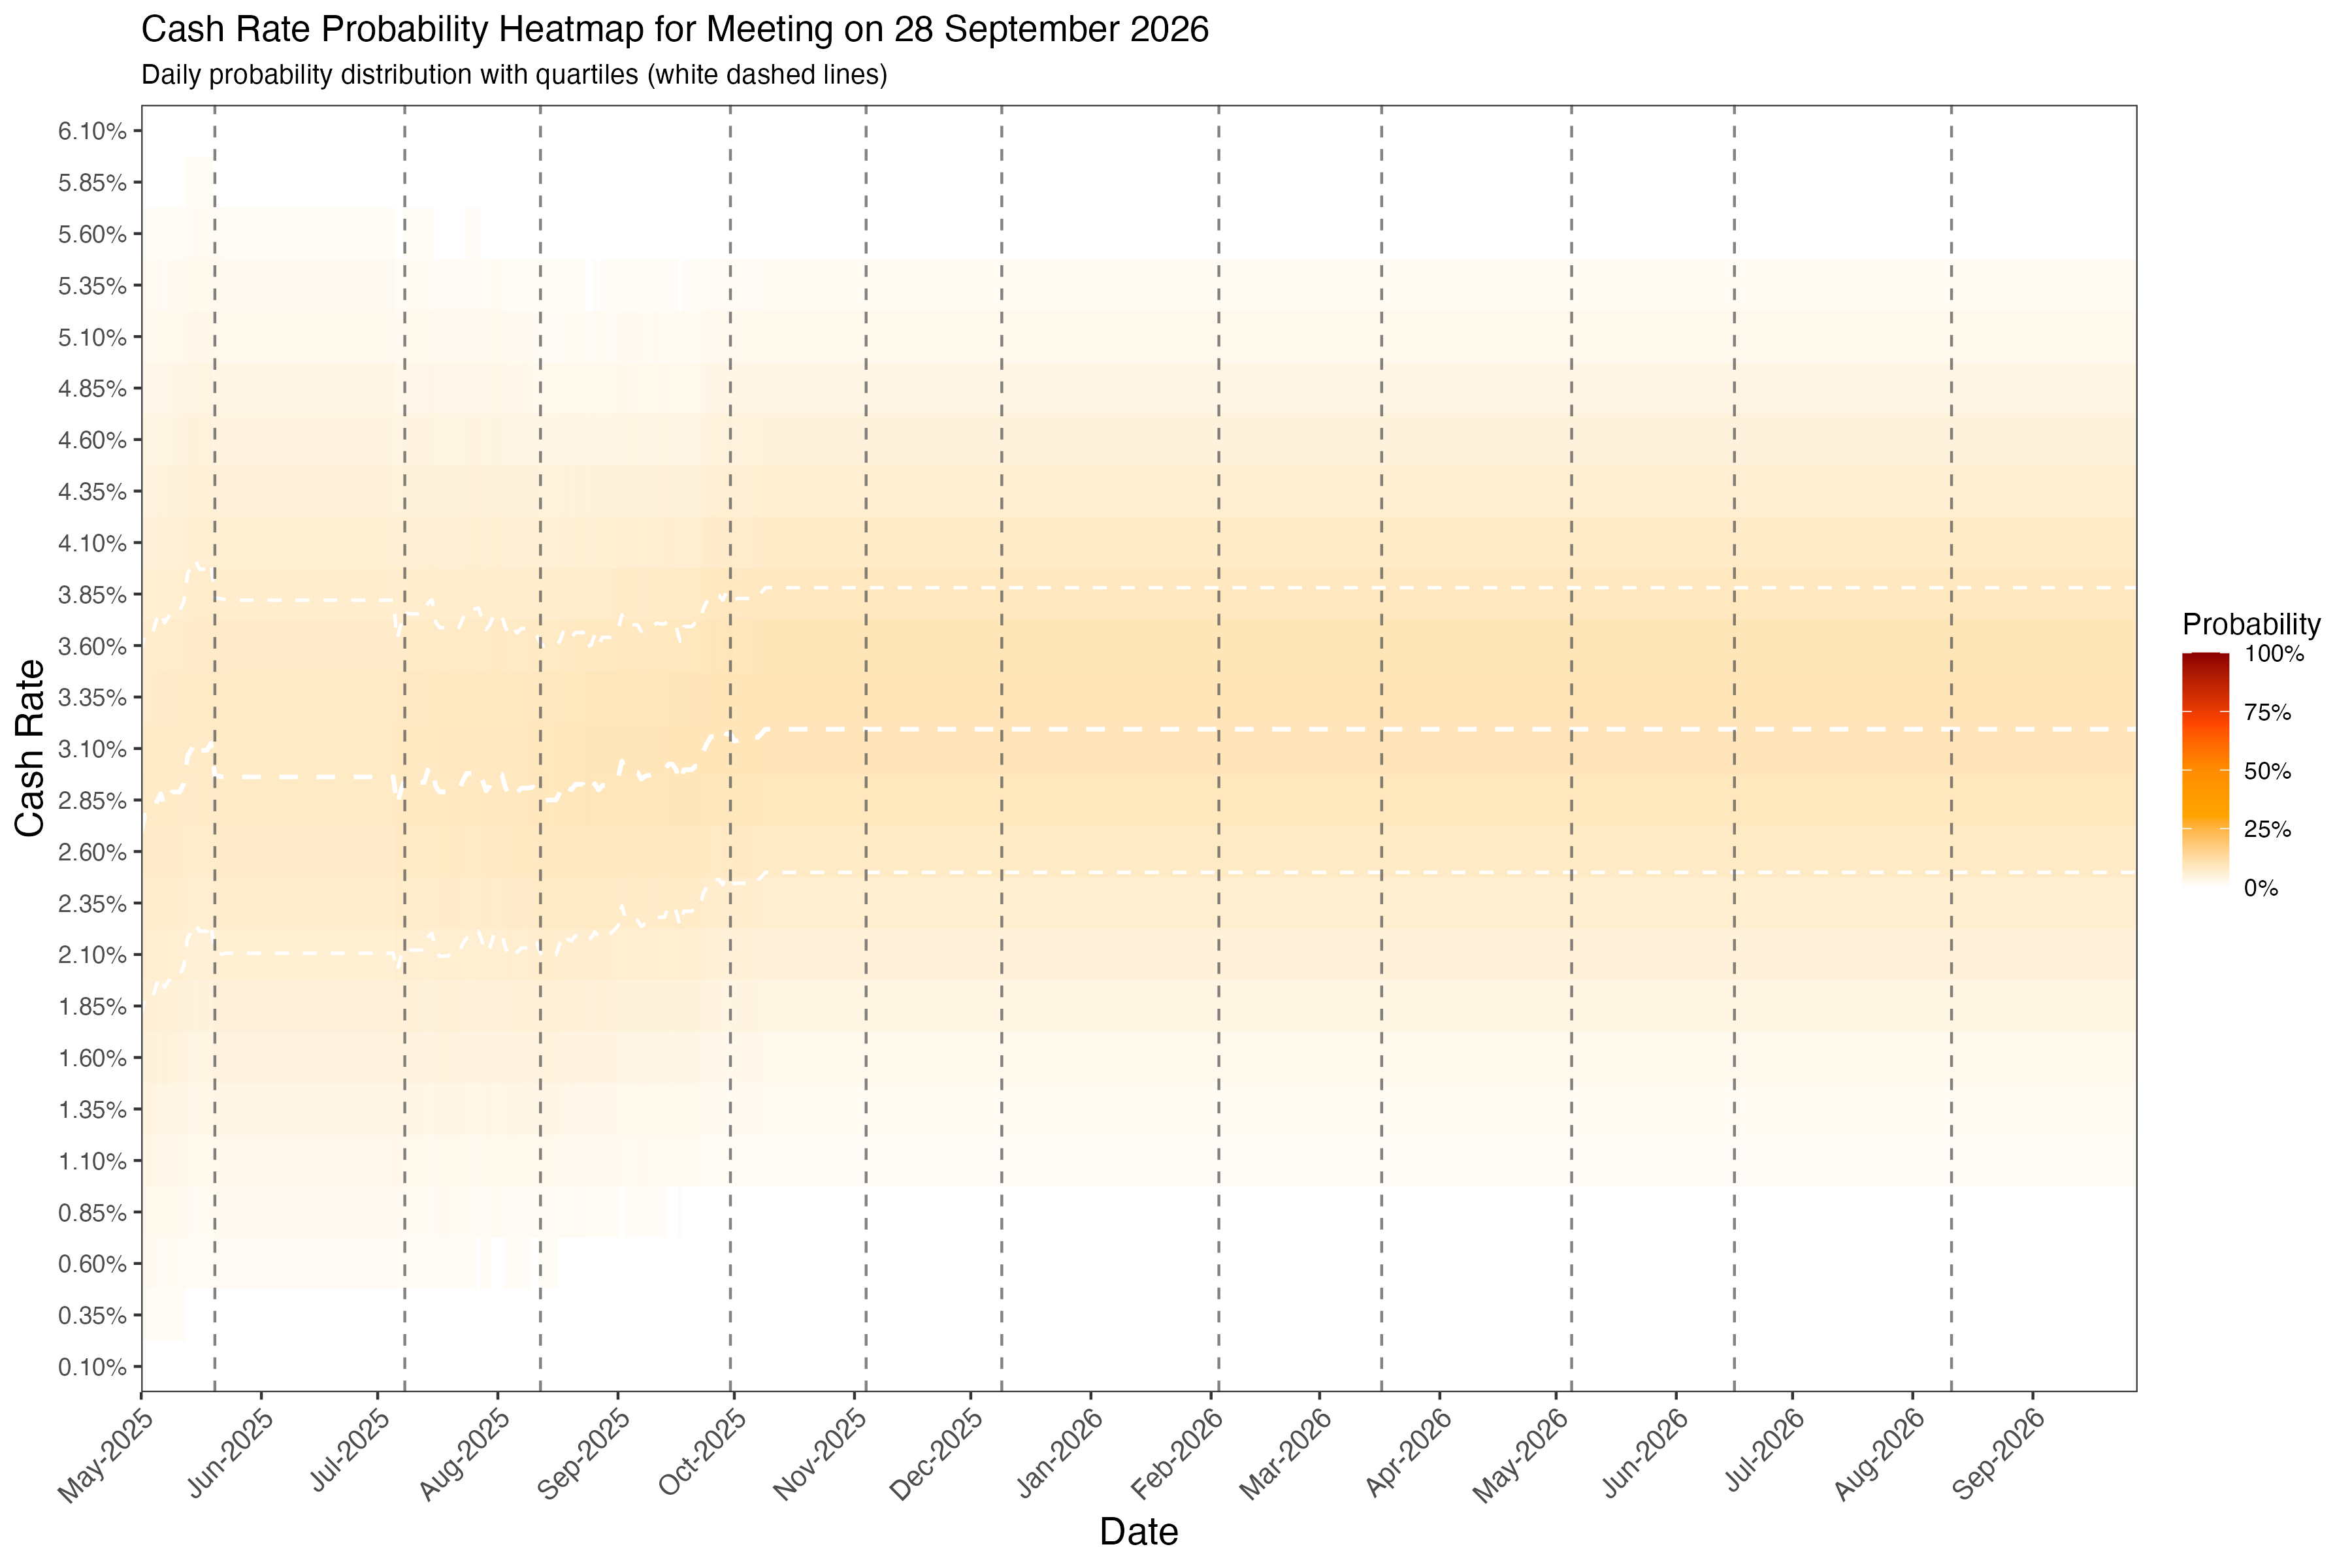 Cash Rate Probability Heatmap for Meeting on 28 September 2026
Daily probability distribution with quartiles (white dashed lines)
Cash Rate
6.10%
5.85%
5.60%
5.35%
5.10%
4.85%
4.60%
4.35%
4.10%
3.85%
3.60%
3.35%
3.10%
2.85%
2.60%
2.35%
2.10%
1.85%
1.60%
1.35%
1.10%
0.85%
0.60%
0.35%
0.10%
May-2025
Jun-2025
Jul-2025
Aug-2025
Sep-2025
Oct-2025
Nov-2025
Dec-2025
Jan-2026
Feb-2026
Mar-2026
Apr-2026
May-2026
Jun-2026
Jul-2026
Aug-2026
Sep-2026
Date
Probability
100%
75%
50%
25%
0%